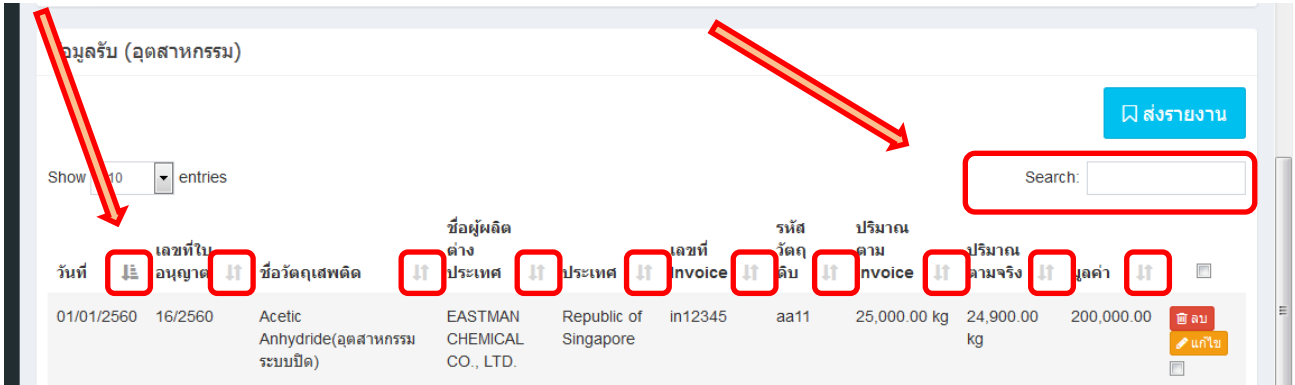 ข้อมูลรับ (อุตสาหกรรม)
ส่งรายงาน
Show 10 entries
Search:
วันที่
เลขที่ใบ
อนุญาต
ชื่อวัตถุเสพติด
ชื่อผู้ผลิต
ต่าง
ประเทศ
ประเทศ
เลขที่
Invoice
รหัส
วัตถุ
ดิบ
ปริมาณ
ตาม
Invoice
ปริมาณ
ตามจริง
มูลค่า
01/01/2560
16/2560
Acetic
Anhydride(อุตสาหกรรม
ระบบปิด)
EASTMAN
CHEMICAL
CO., LTD.
Republic of
Singapore
in12345
aa11
25,000.00 kg
24,900.00
kg
200,000.00
ลบ
แก้ไข